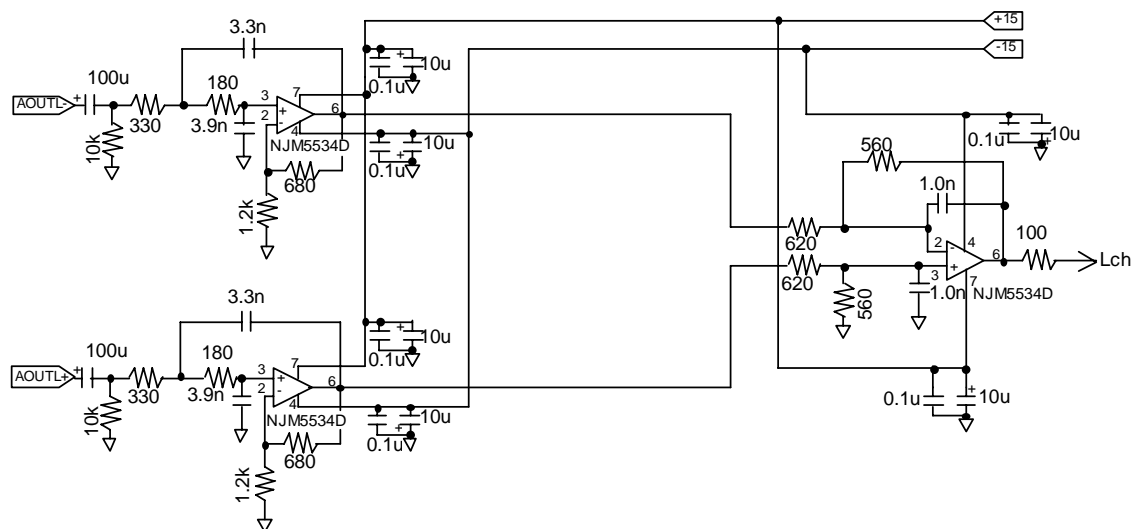 +15
-15
3.3n
100u
180
AOUTL-
330
3.9n
10k
3
2
7
4
6
+
-
NJM5534D
680
1.2k
+
0.1u
10u
+
0.1u
10u
+
+
0.1u
10u
+
560
1.0n
620
620
560
1.0n
2
3
-
+
4
7
6
NJM5534D
100
Lch
0.1u
10u
+
3.3n
100u
180
AOUTL+
330
3.9n
10k
3
2
7
4
6
+
-
NJM5534D
680
1.2k
+
0.1u
10u
+
0.1u
10u
+